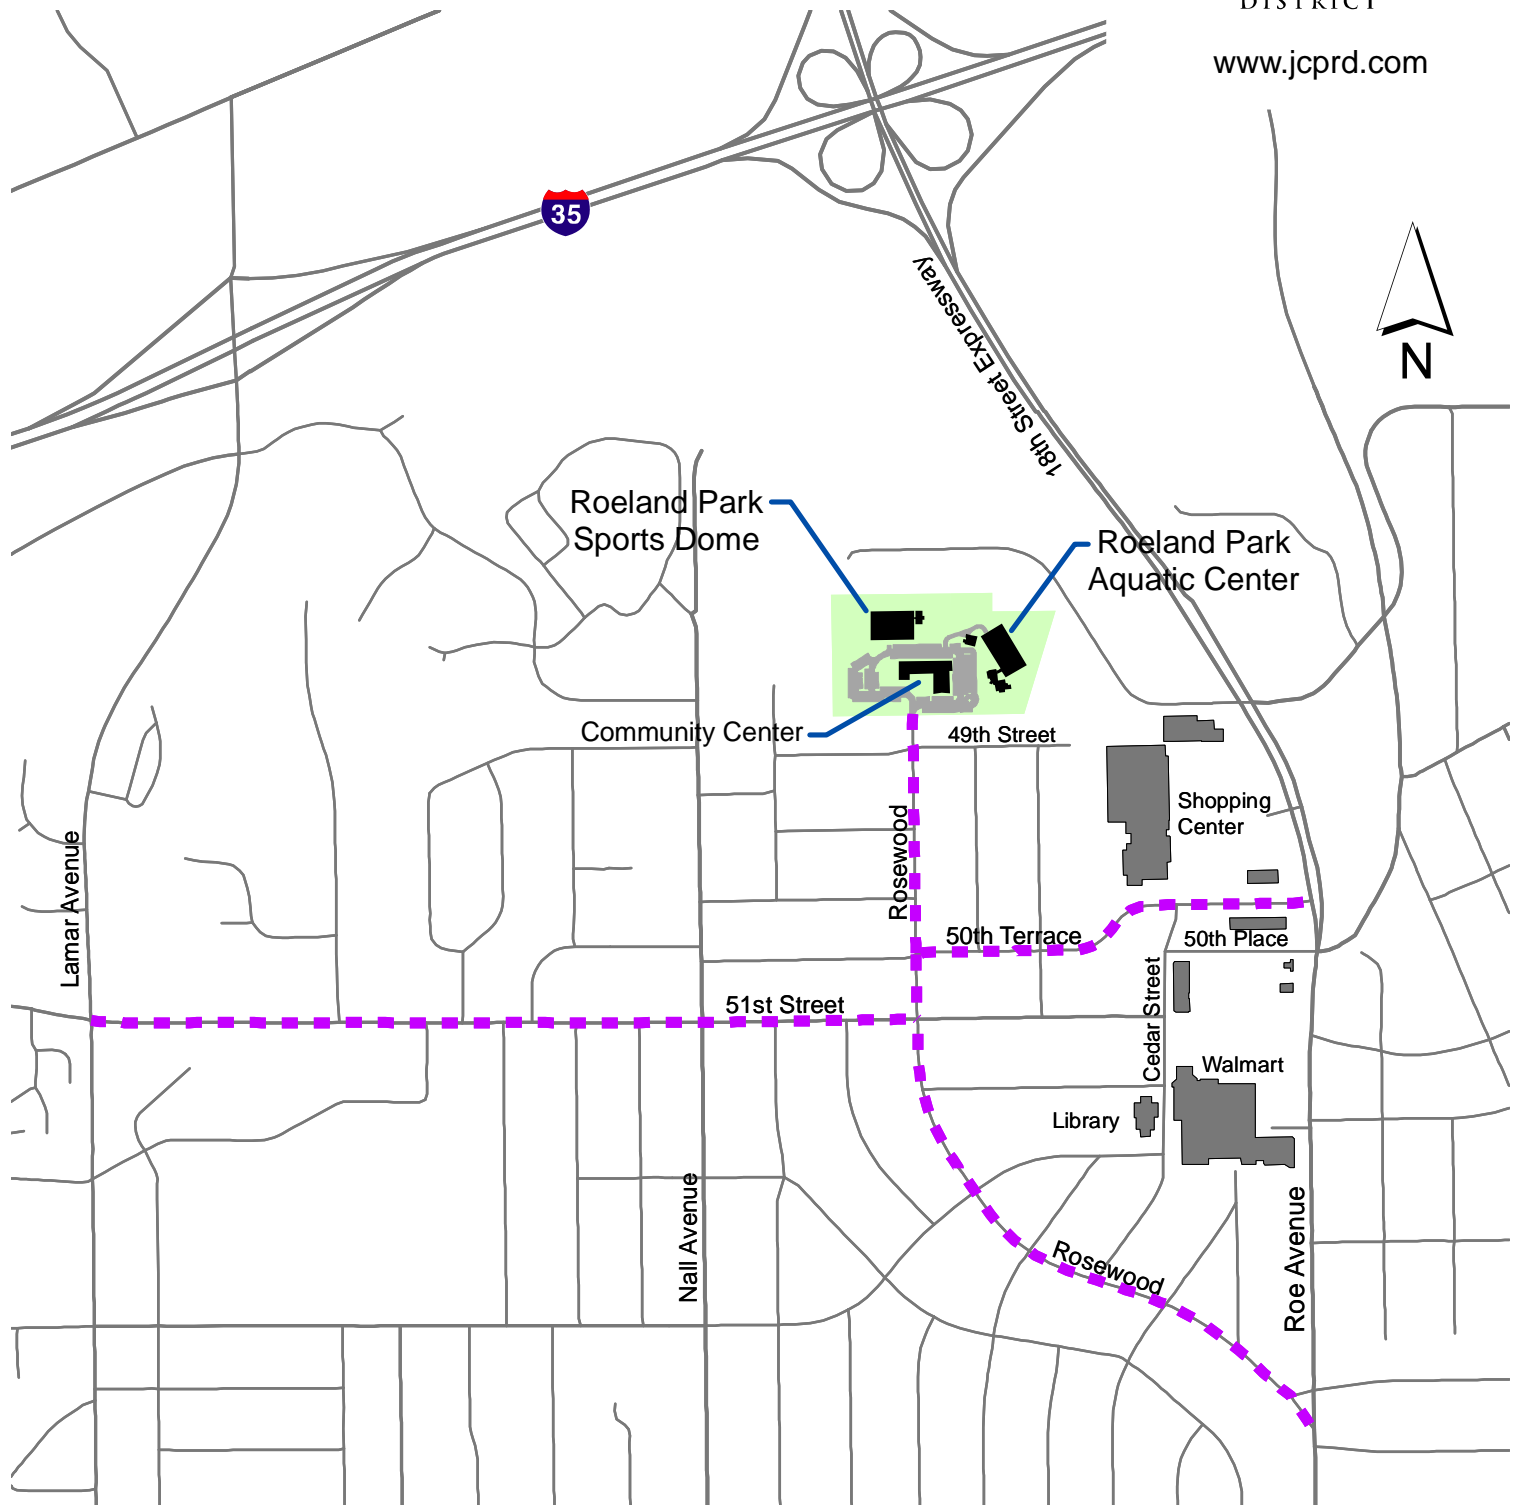 DISTRICT
www.jcprd.com
35
18th Street Expressway
N
Roeland Park
Sports Dome
Roeland Park
Aquatic Center
Community Center
49th Street
Shopping
Center
Rosewood
Lamar Avenue
50th Terrace
50th Place
51st Street
Cedar Street
Walmart
Library
Nall Avenue
Roe Avenue
Rosewood